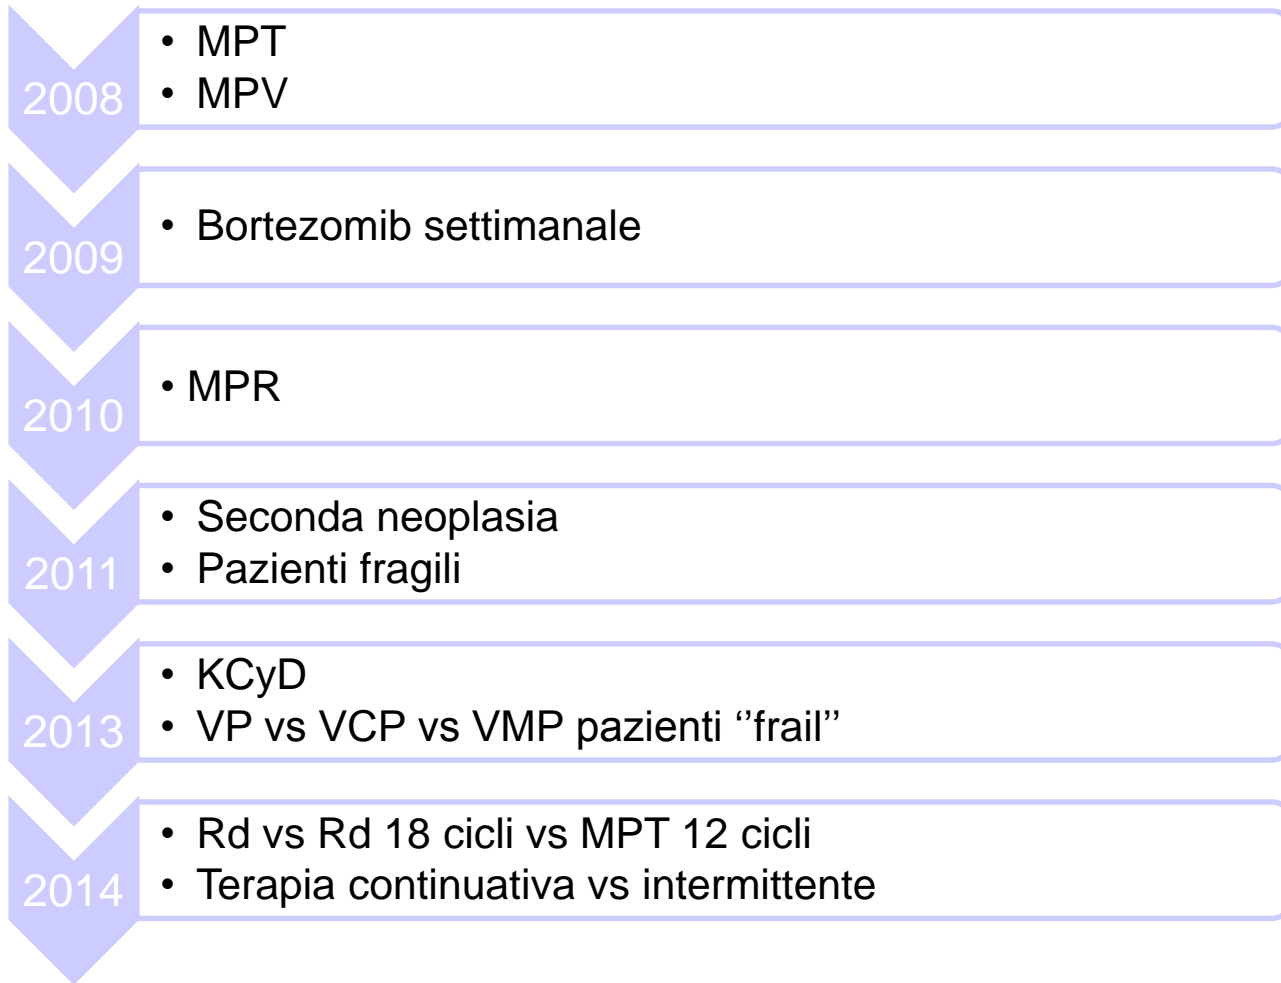 2008
• MPT
• MPV
2009
• Bortezomib settimanale
2010
• MPR
2011
• Seconda neoplasia
• Pazienti fragili
2013
• KCyD
• VP vs VCP vs VMP pazienti ‘’frail’’
2014
• Rd vs Rd 18 cicli vs MPT 12 cicli
• Terapia continuativa vs intermittente